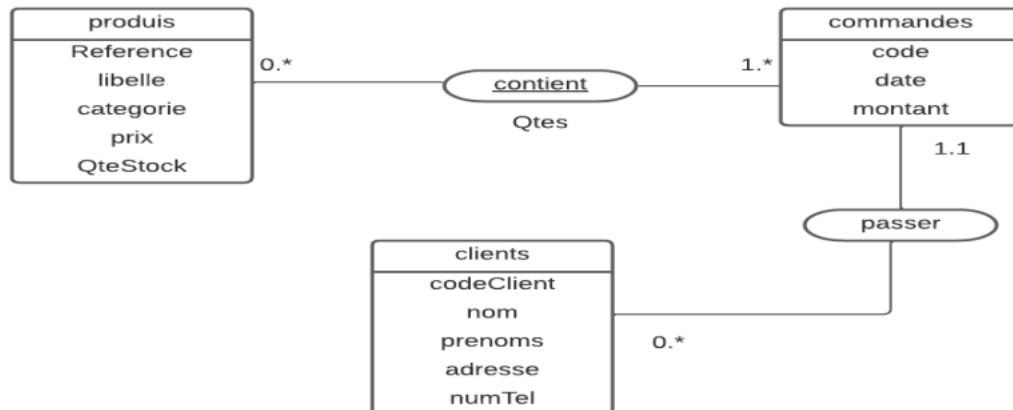 produis
Reference
libelle
categorie
prix
QteStock
0.*
contient
Qtes
1.*
commandes
code
date
montant
1.1
passer
clients
codeClient
nom
prenoms
adresse
numTel
0.*